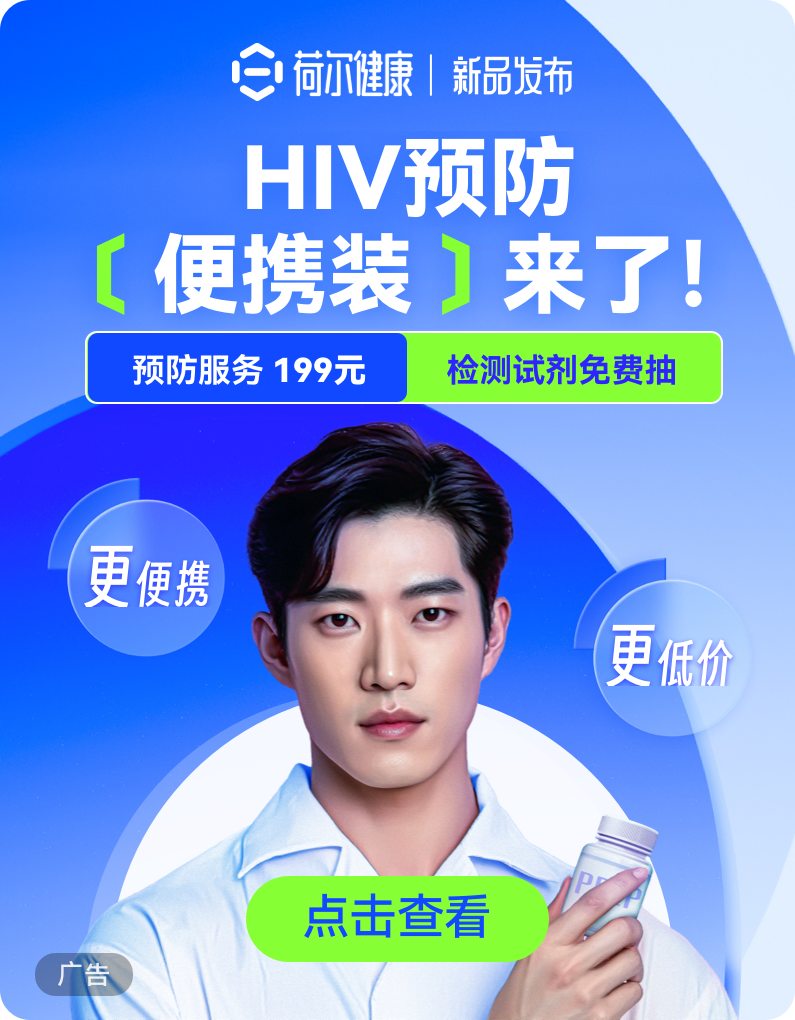 荷尔健康 | 新品发布
HIV预防
【便携装】来了!
预防服务 199元 检测试剂免费抽
更便携
更低价
PREP
点击查看
广告